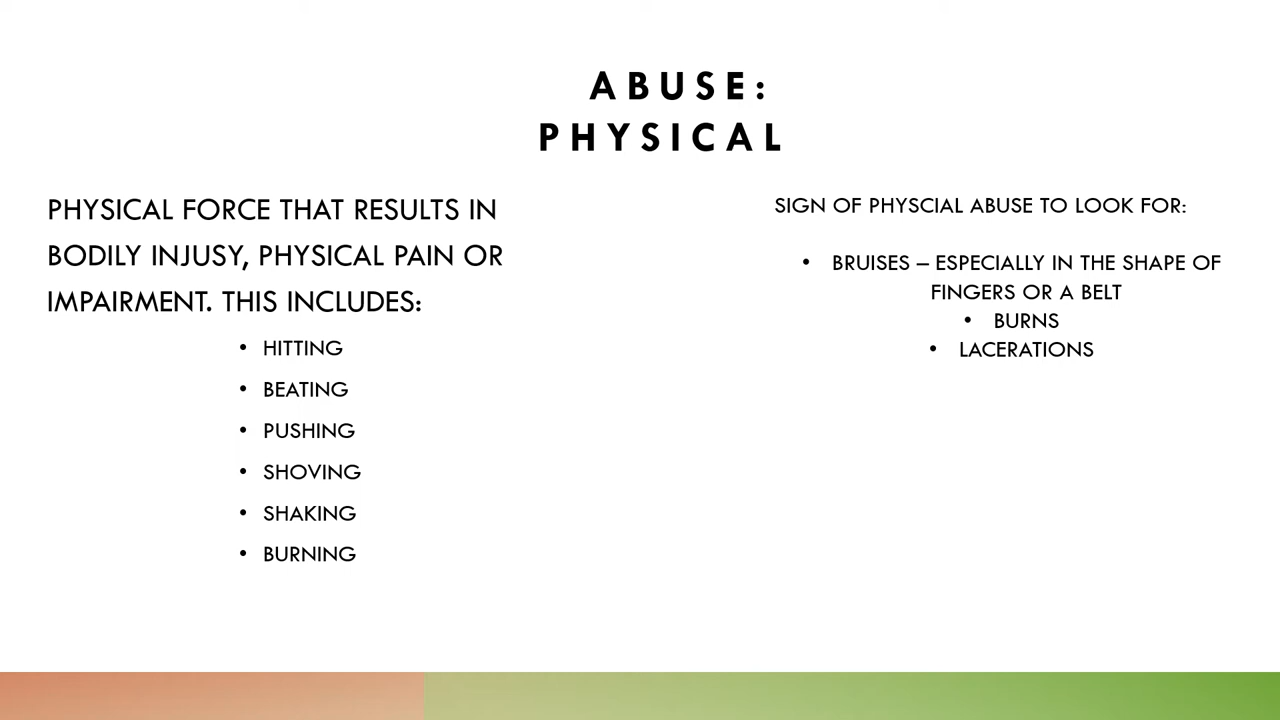 ABUSE:
PHYSICAL
PHYSICAL FORCE THAT RESULTS IN
BODILY INJUSY, PHYSICAL PAIN OR
IMPAIRMENT. THIS INCLUDES:
• HITTING
• BEATING
• PUSHING
• SHOVING
• SHAKING
• BURNING
SIGN OF PHYSCIAL ABUSE TO LOOK FOR:
• BRUISES – ESPECIALLY IN THE SHAPE OF
FINGERS OR A BELT
• BURNS
• LACERATIONS